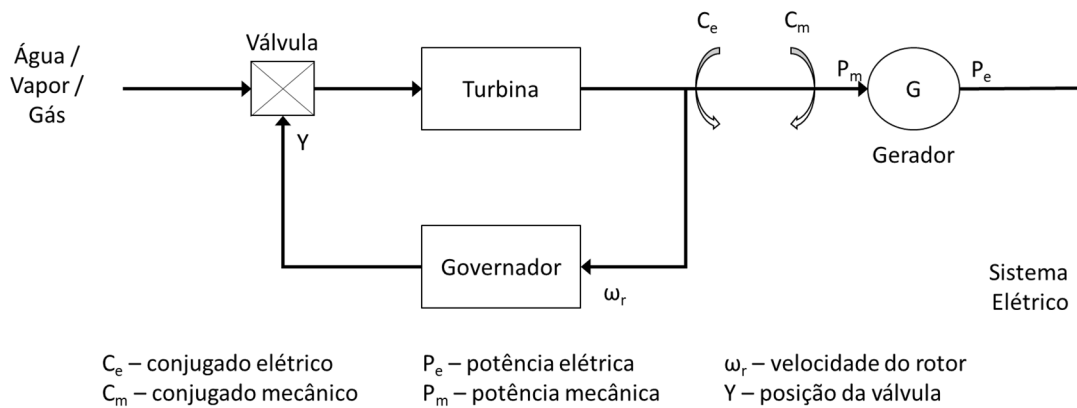 Água /
Vapor /
Gás
Válvula
Y
Turbina
Governador
ωr
Ce
Cm
Pm
G
Pe
Gerador
Sistema
Elétrico
Ce – conjugado elétrico
Cm – conjugado mecânico
Pe – potência elétrica
Pm – potência mecânica
ωr – velocidade do rotor
Y – posição da válvula